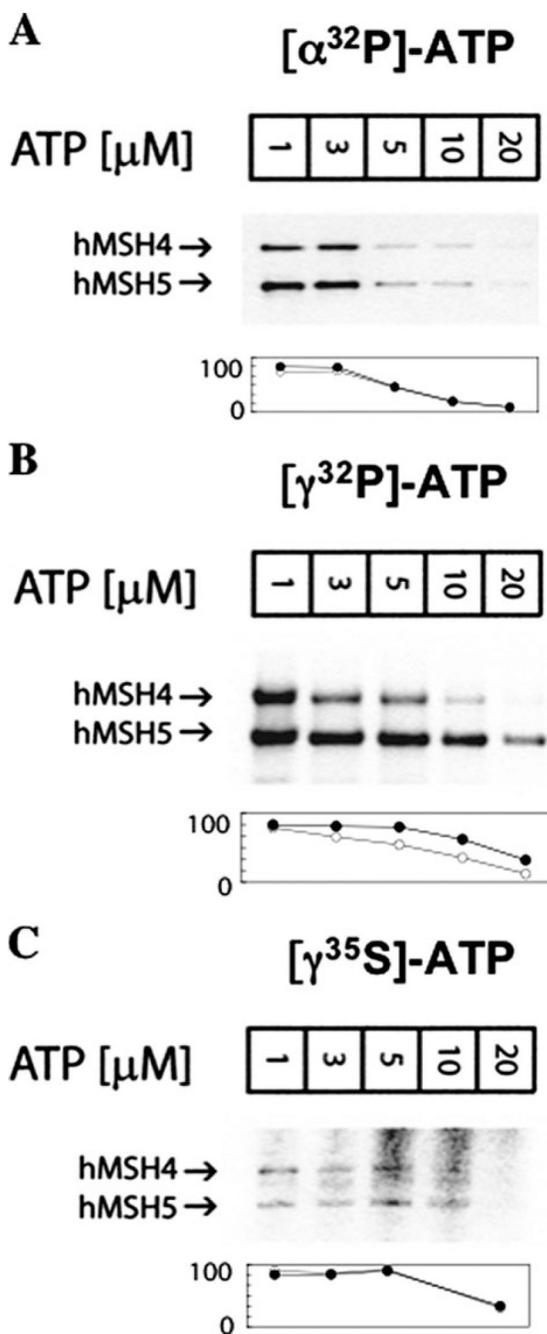 A
[α³²P]-ATP
ATP [μM]
1 3 5 10 20
hMSH4→
hMSH5→
100
0
B
[γ³²P]-ATP
ATP [μM]
1 3 5 10 20
hMSH4→
hMSH5→
100
0
C
[γ³⁵S]-ATP
ATP [μM]
1 3 5 10 20
hMSH4→
hMSH5→
100
0